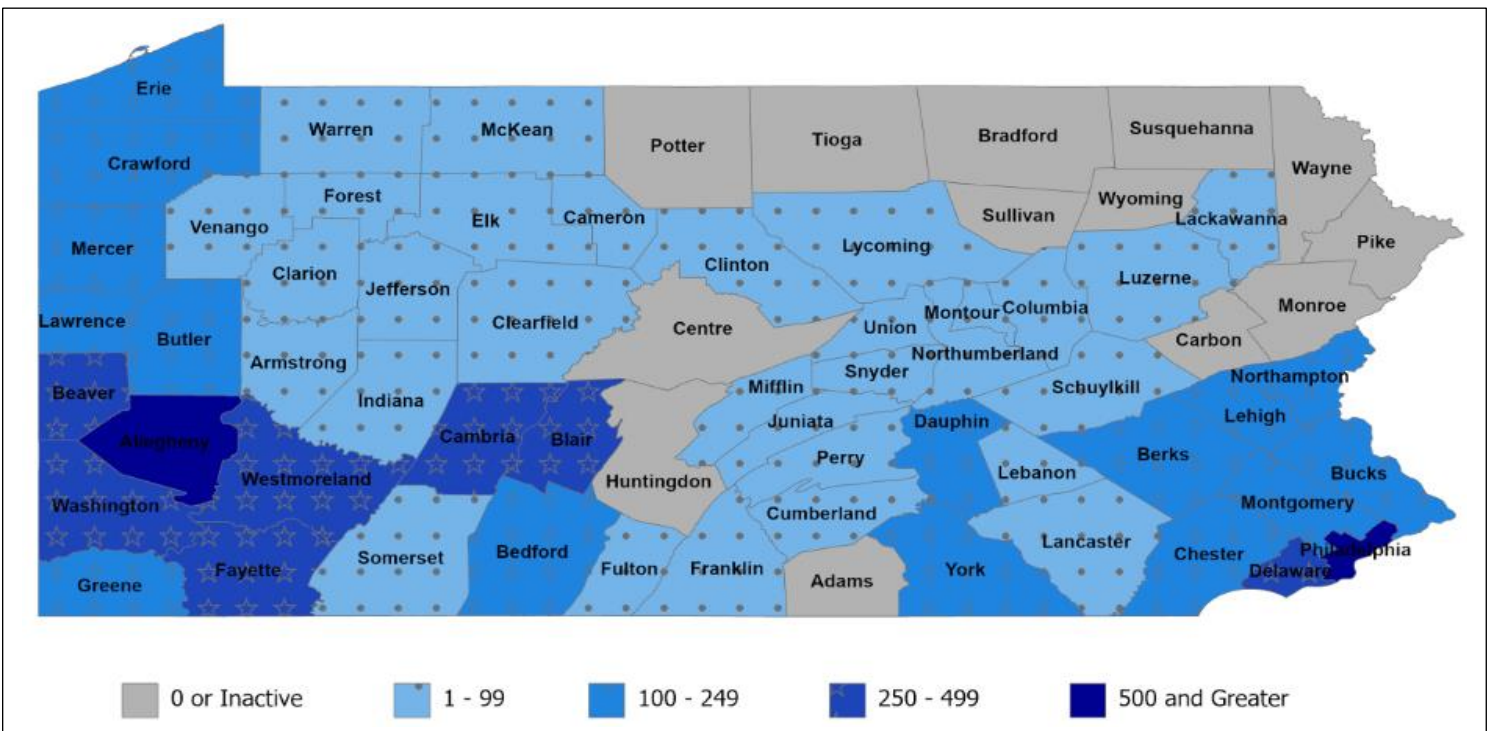 Erie
Warren
McKean
Potter
Tioga
Bradford
Susquehanna
Wayne
Crawford
Venango
Forest
Elk
Cameron
Sullivan
Wyoming
Lackawanna
Pike
Mercer
Clarion
Jefferson
Clinton
Lycoming
Luzerne
Monroe
Lawrence
Butler
Armstrong
Clearfield
Centre
Union
Montour
Columbia
Carbon
Beaver
Indiana
Mifflin
Snyder
Northumberland
Schuylkill
Northampton
Allegheny
Cambria
Blair
Juniata
Dauphin
Lehigh
Washington
Westmoreland
Huntingdon
Perry
Lebanon
Berks
Bucks
Cumberland
Montgomery
Greene
Fayette
Somerset
Bedford
Fulton
Franklin
Adams
York
Lancaster
Chester
Delaware
Philadelphia
0 or Inactive
1 - 99
100 - 249
250 - 499
500 and Greater